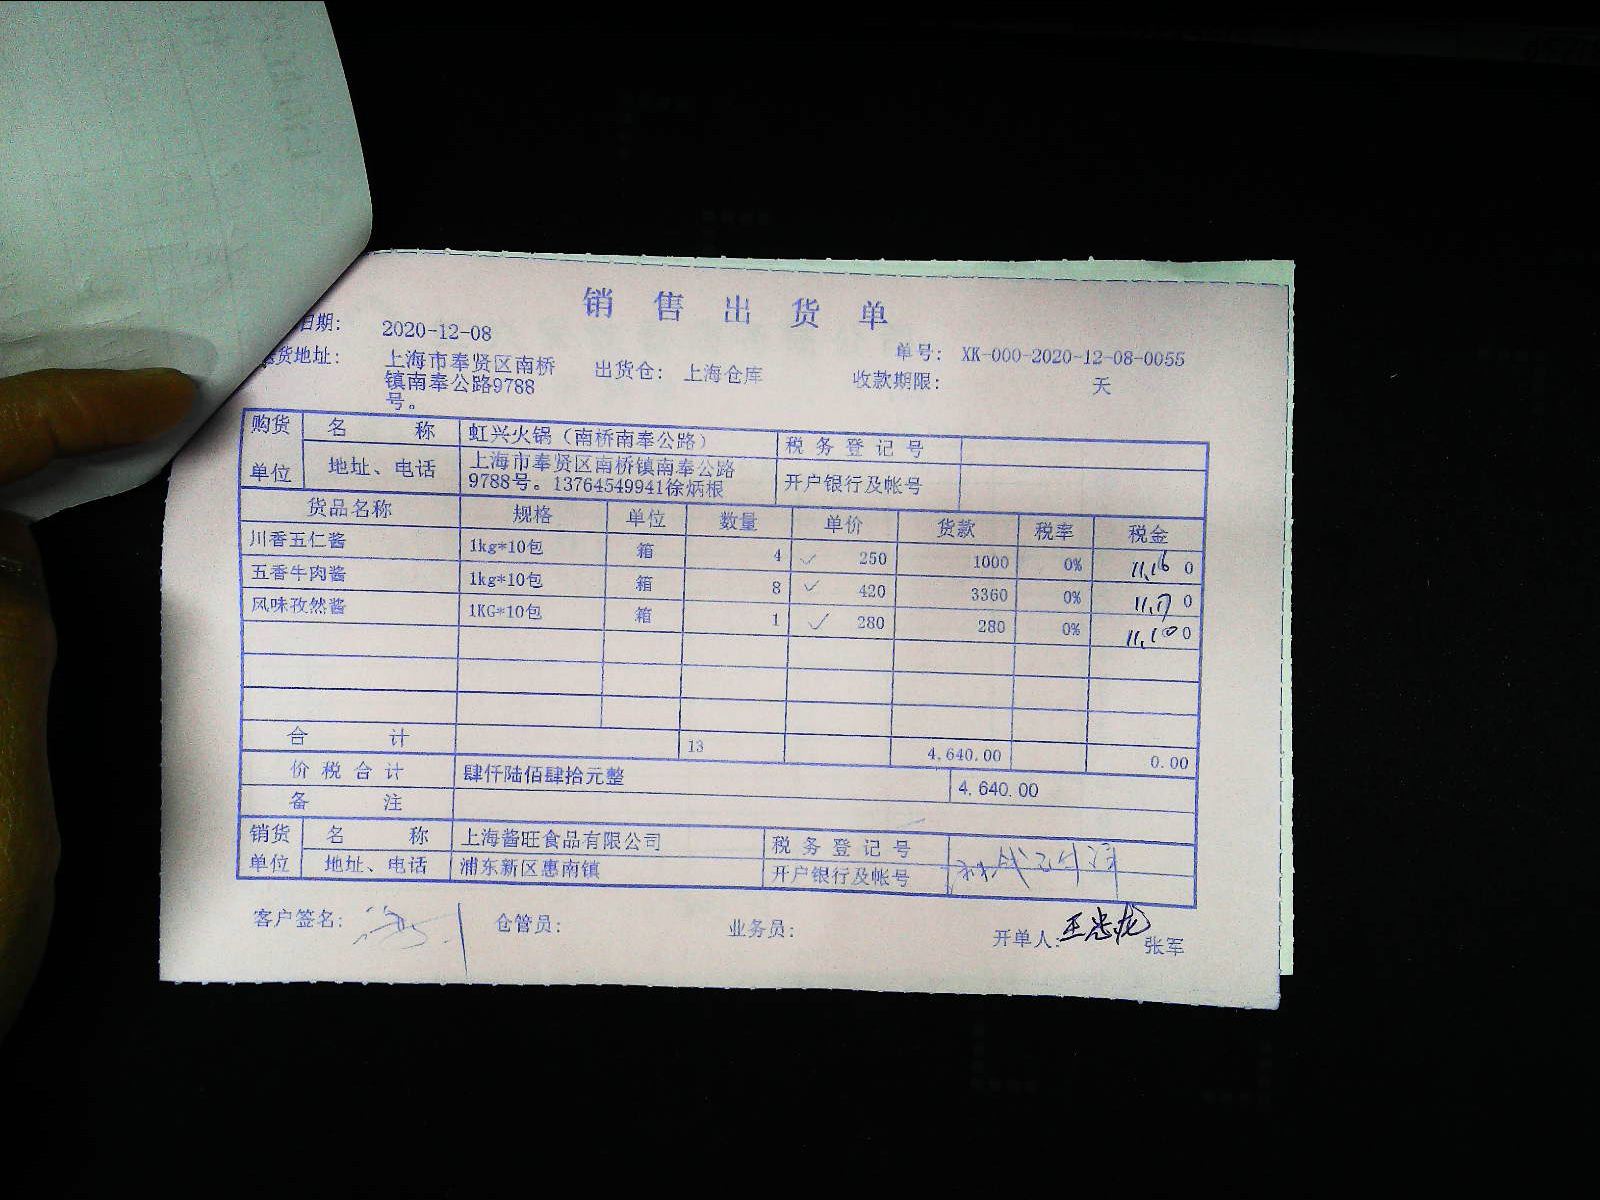 销售出货单
日期： 2020-12-08
单号： XK-000-2020-12-08-0055
货地址： 上海市奉贤区南桥
镇南奉公路9788
号。
出货仓： 上海仓库
收款期限： 天
购货单位 名称 虹兴火锅（南桥南奉公路） 税务登记号
地址、电话 上海市奉贤区南桥镇南奉公路
9788号。13764549941徐炳根 开户银行及帐号
货品名称 规格 单位 数量 单价 货款 税率 税金
川香五仁酱 1kg*10包 箱 4 ✓ 250 1000 0% 11.16 0
五香牛肉酱 1kg*10包 箱 8 ✓ 420 3360 0% 11.17 0
风味孜然酱 1KG*10包 箱 1 ✓ 280 280 0% 11.10 0
合计 13 4,640.00 0.00
价税合计 肆仟陆佰肆拾元整 4,640.00
备注
销货单位 名称 上海酱旺食品有限公司 税务登记号
地址、电话 浦东新区惠南镇 开户银行及帐号
客户签名： 仓管员： 业务员： 开单人： 王忠龙 张军